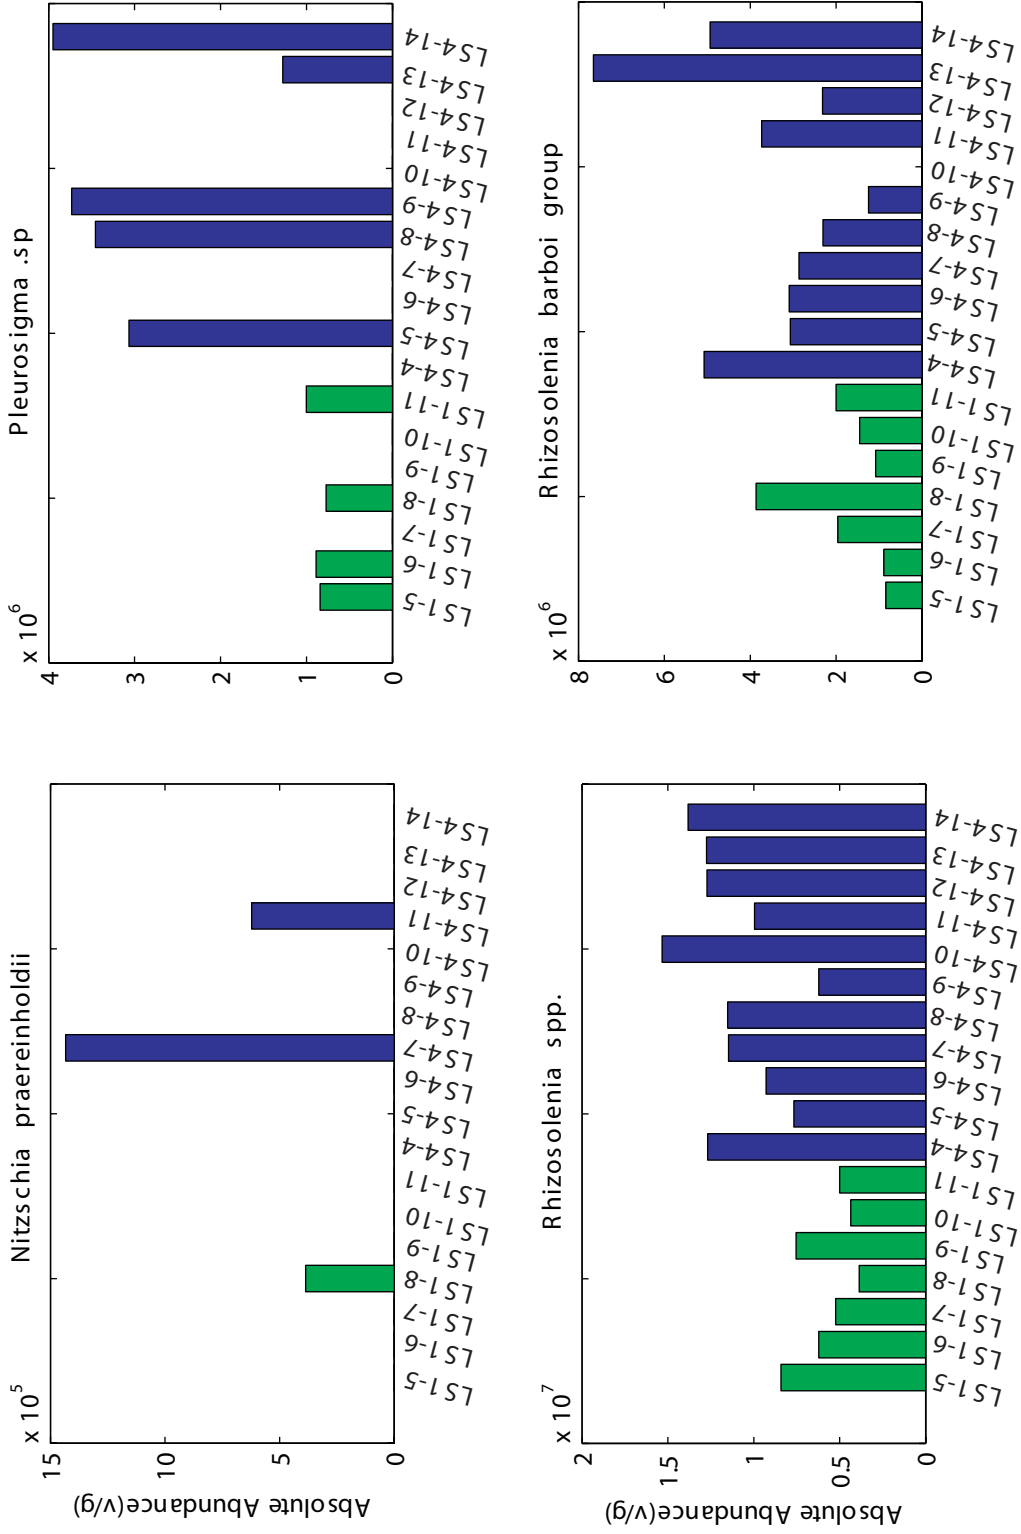 Nitzschia praereinholdii
x 10⁵
15
10
5
0
Absolute Abundance(v/g)
LS1-5
LS1-6
LS1-7
LS1-8
LS1-9
LS1-10
LS1-11
LS4-4
LS4-5
LS4-6
LS4-7
LS4-8
LS4-9
LS4-10
LS4-11
LS4-12
LS4-13
LS4-14
Pleurosigma .sp
x 10⁶
4
3
2
1
0
LS1-5
LS1-6
LS1-7
LS1-8
LS1-9
LS1-10
LS1-11
LS4-4
LS4-5
LS4-6
LS4-7
LS4-8
LS4-9
LS4-10
LS4-11
LS4-12
LS4-13
LS4-14
Rhizosolenia spp.
x 10⁷
2
1.5
1
0.5
0
Absolute Abundance(v/g)
LS1-5
LS1-6
LS1-7
LS1-8
LS1-9
LS1-10
LS1-11
LS4-4
LS4-5
LS4-6
LS4-7
LS4-8
LS4-9
LS4-10
LS4-11
LS4-12
LS4-13
LS4-14
Rhizosolenia barboi group
x 10⁶
8
6
4
2
0
LS1-5
LS1-6
LS1-7
LS1-8
LS1-9
LS1-10
LS1-11
LS4-4
LS4-5
LS4-6
LS4-7
LS4-8
LS4-9
LS4-10
LS4-11
LS4-12
LS4-13
LS4-14